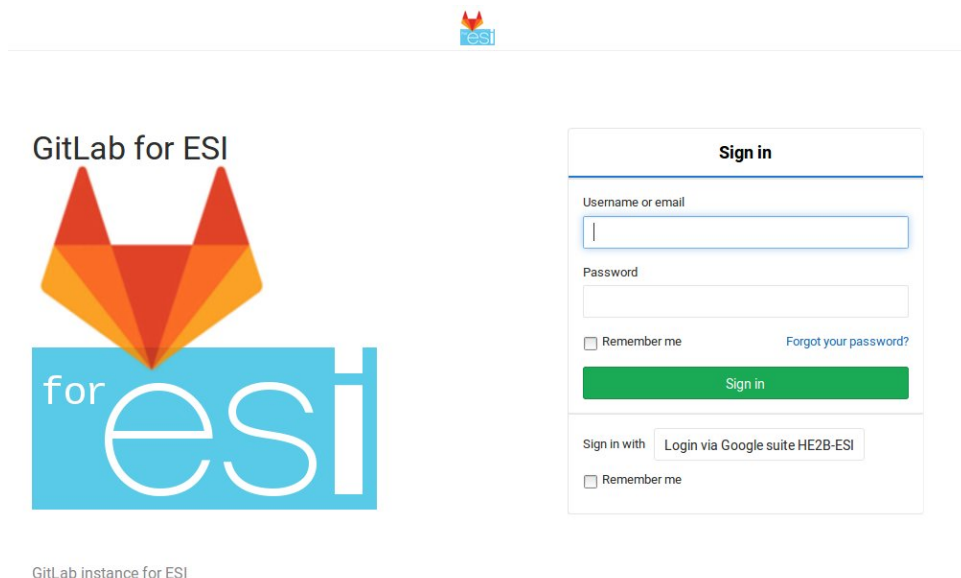 for esi
GitLab for ESI
for esi
GitLab instance for ESI
Sign in
Username or email
Password
Remember me
Forgot your password?
Sign in
Sign in with
Login via Google suite HE2B-ESI
Remember me